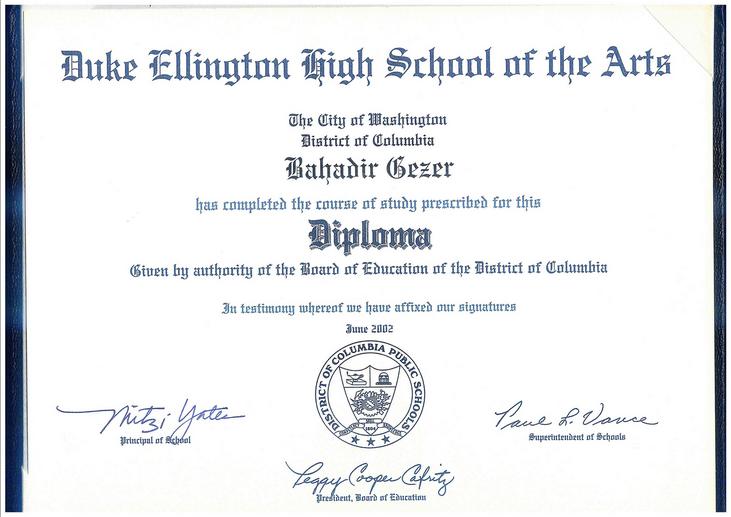 Duke Ellington High School of the Arts
The City of Washington
District of Columbia
Bahadir Gezer
has completed the course of study prescribed for this
Diploma
Given by authority of the Board of Education of the District of Columbia
In testimony whereof we have affixed our signatures
June 2002
DISTRICT OF COLUMBIA PUBLIC SCHOOLS
1804
Mitzi Yates
Principal of School
Paul L. Vance
Superintendent of Schools
Peggy Cooper Cafritz
President, Board of Education